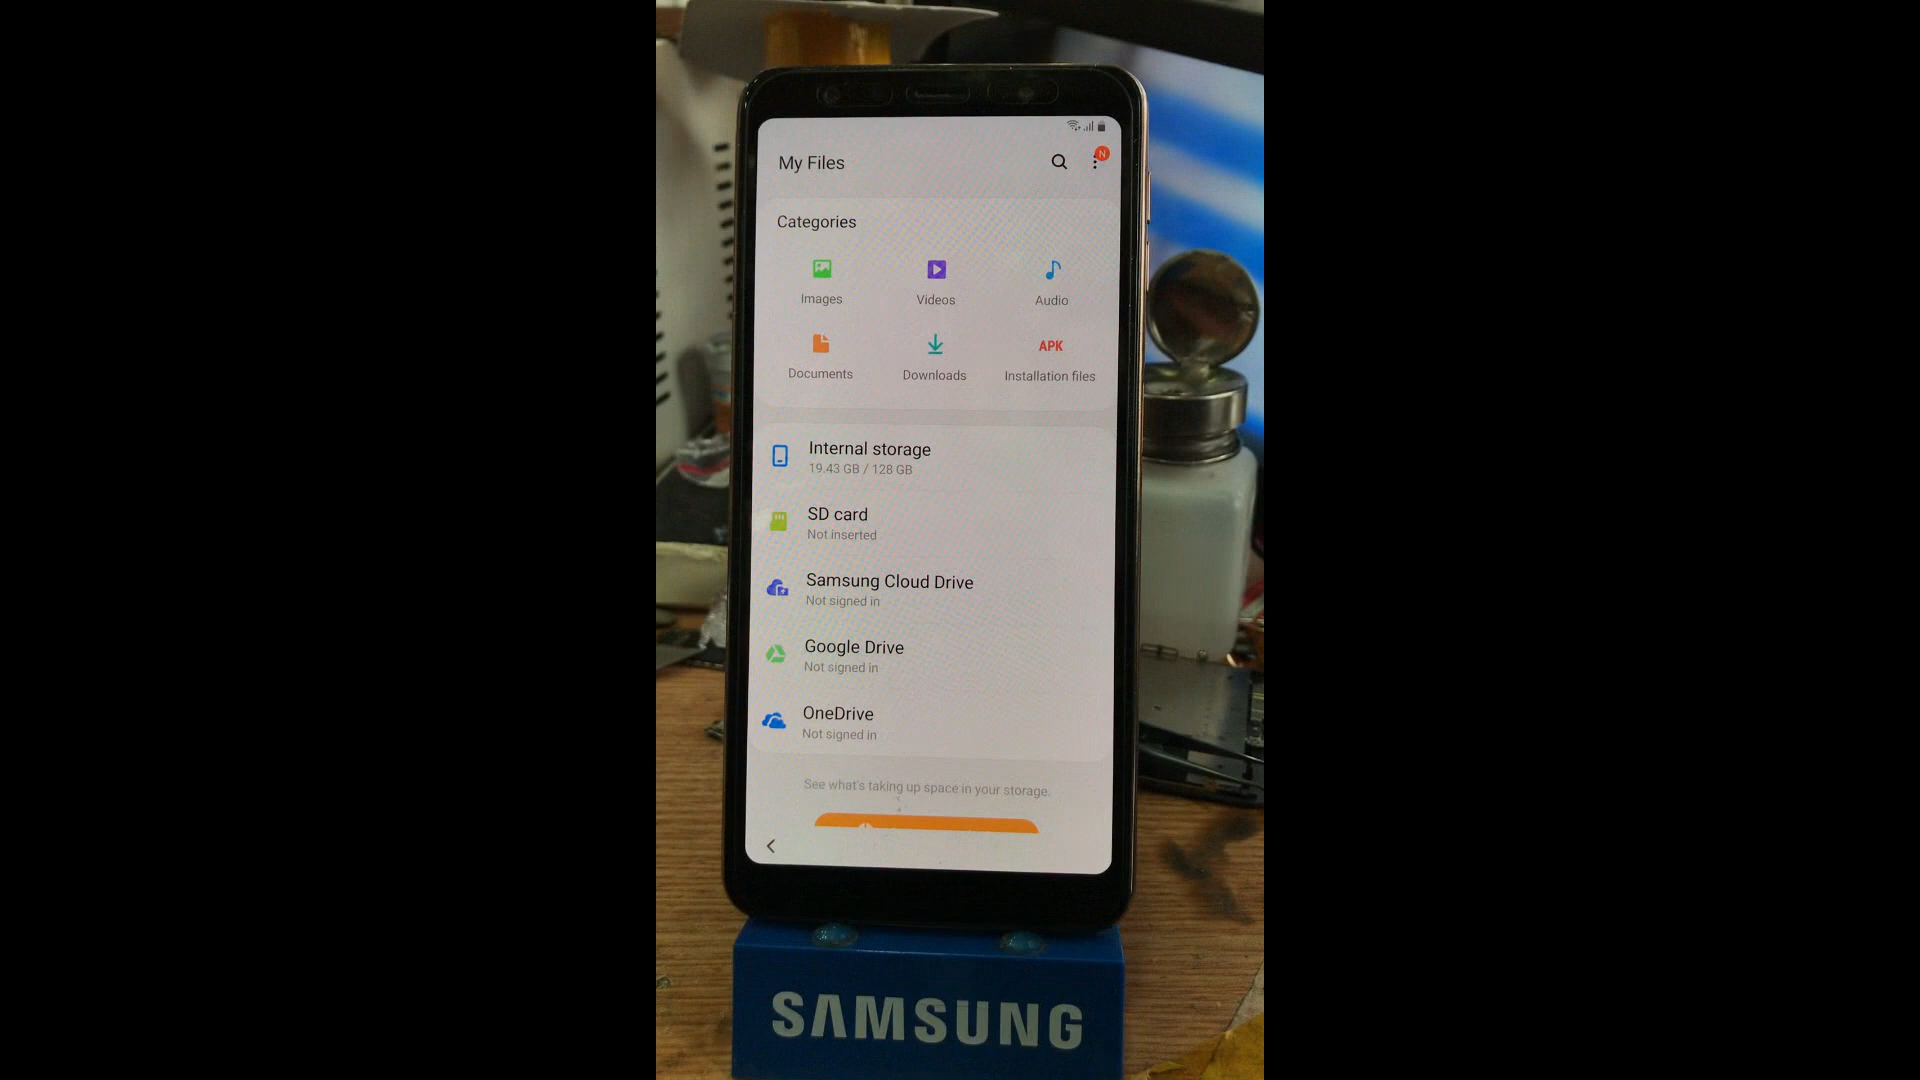 My Files
N
Categories
Images
Videos
Audio
Documents
Downloads
APK
Installation files
Internal storage
19.43 GB / 128 GB
SD card
Not inserted
Samsung Cloud Drive
Not signed in
Google Drive
Not signed in
OneDrive
Not signed in
See what's taking up space in your storage.
SAMSUNG